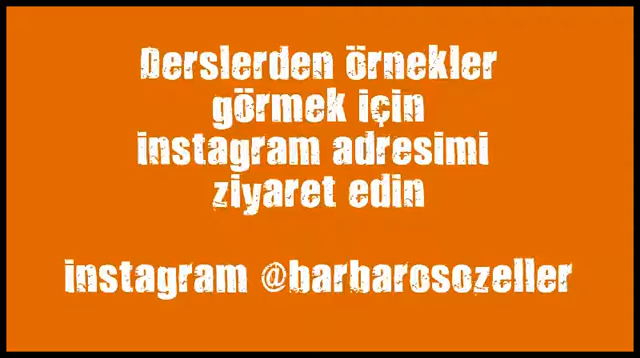 Derslerden örnekler
görmek için
instagram adresimi
ziyaret edin
instagram @barbarosozeller